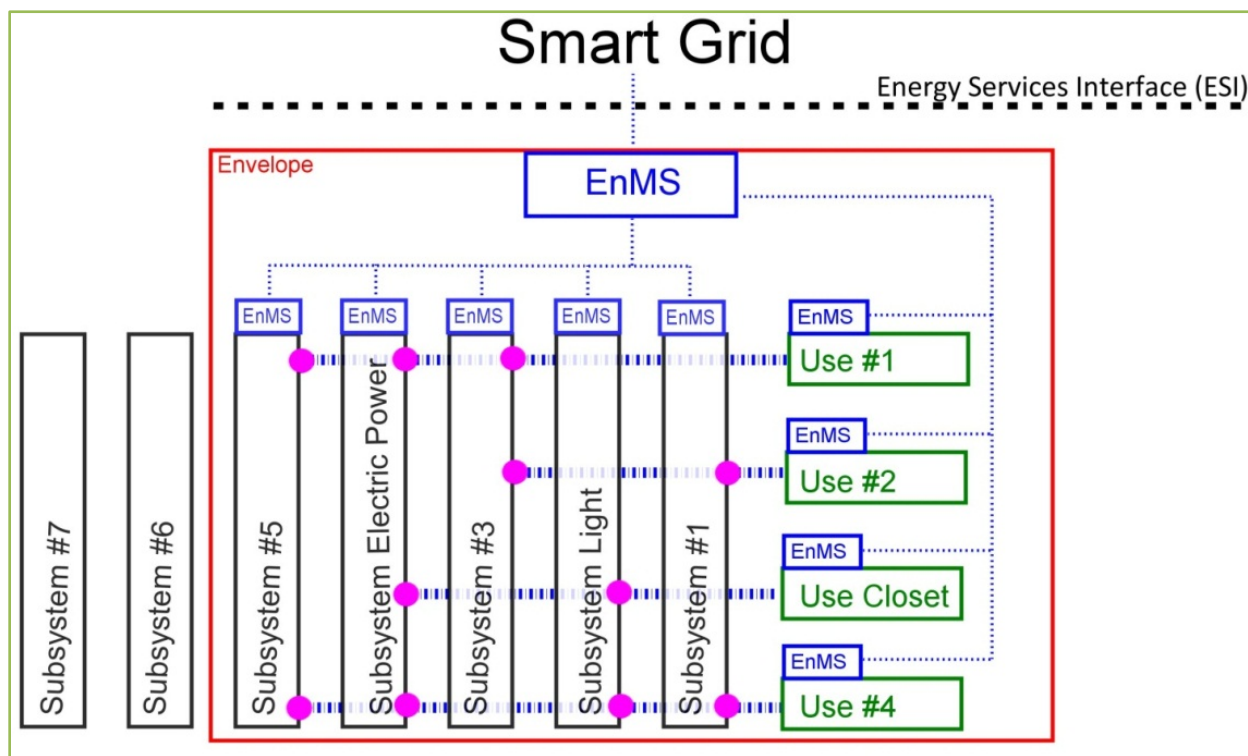 Smart Grid
Energy Services Interface (ESI)
Envelope
EnMS
EnMS
EnMS
EnMS
EnMS
EnMS
EnMS
Use #1
EnMS
Use #2
EnMS
Use Closet
EnMS
Use #4
Subsystem #7
Subsystem #6
Subsystem #5
Subsystem Electric Power
Subsystem #3
Subsystem Light
Subsystem #1